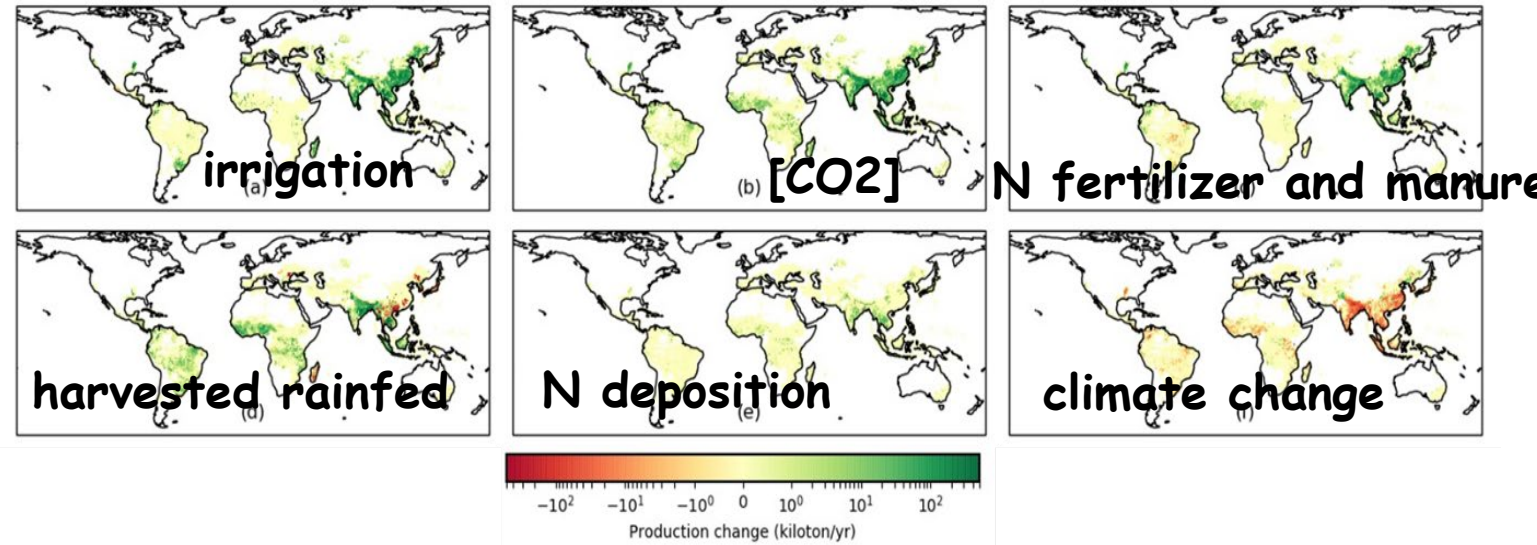 irrigation
(a)
[CO2]
(b)
N fertilizer and manure
harvested rainfed
(d)
N deposition
(e)
climate change
(f)
−10² −10¹ −10⁰ 0 10⁰ 10¹ 10²
Production change (kiloton/yr)